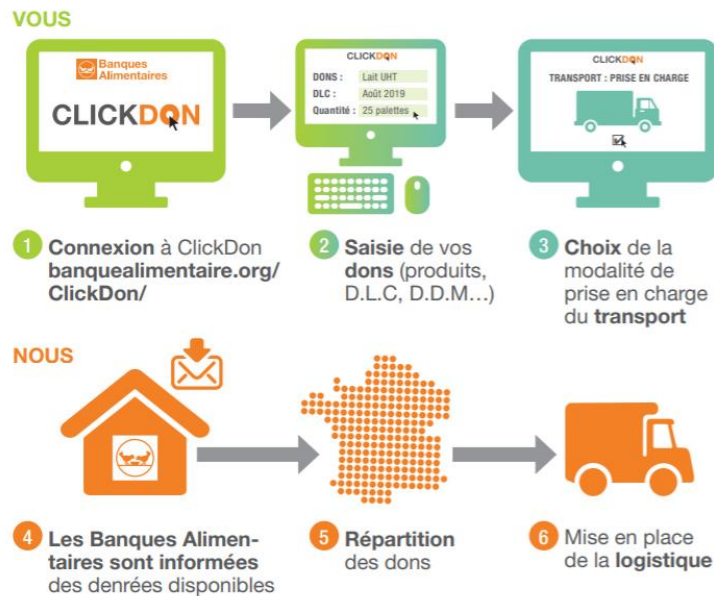 VOUS
Banques
Alimentaires
CLICKDON
CLICKDON
DONS : Lait UHT
DLC : Août 2019
Quantité : 25 palettes
CLICKDON
TRANSPORT : PRISE EN CHARGE
1 Connexion à ClickDon
banquealimentaire.org/
ClickDon/
2 Saisie de vos
dons (produits,
D.L.C, D.D.M...)
3 Choix de la
modalité de
prise en charge
du transport
NOUS
4 Les Banques Alimen-
taires sont informées
des denrées disponibles
5 Répartition
des dons
6 Mise en place
de la logistique